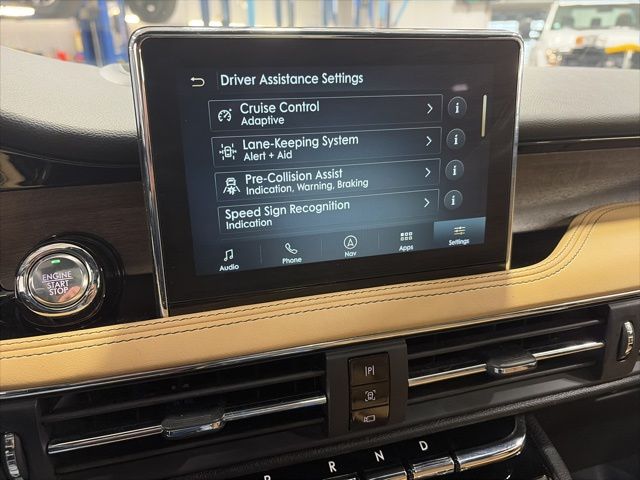 Driver Assistance Settings
Cruise Control
Adaptive
i
Lane-Keeping System
Alert + Aid
i
Pre-Collision Assist
Indication, Warning, Braking
i
Speed Sign Recognition
Indication
i
Audio
Phone
Nav
Apps
Settings
ENGINE
START
STOP
P
P R N D